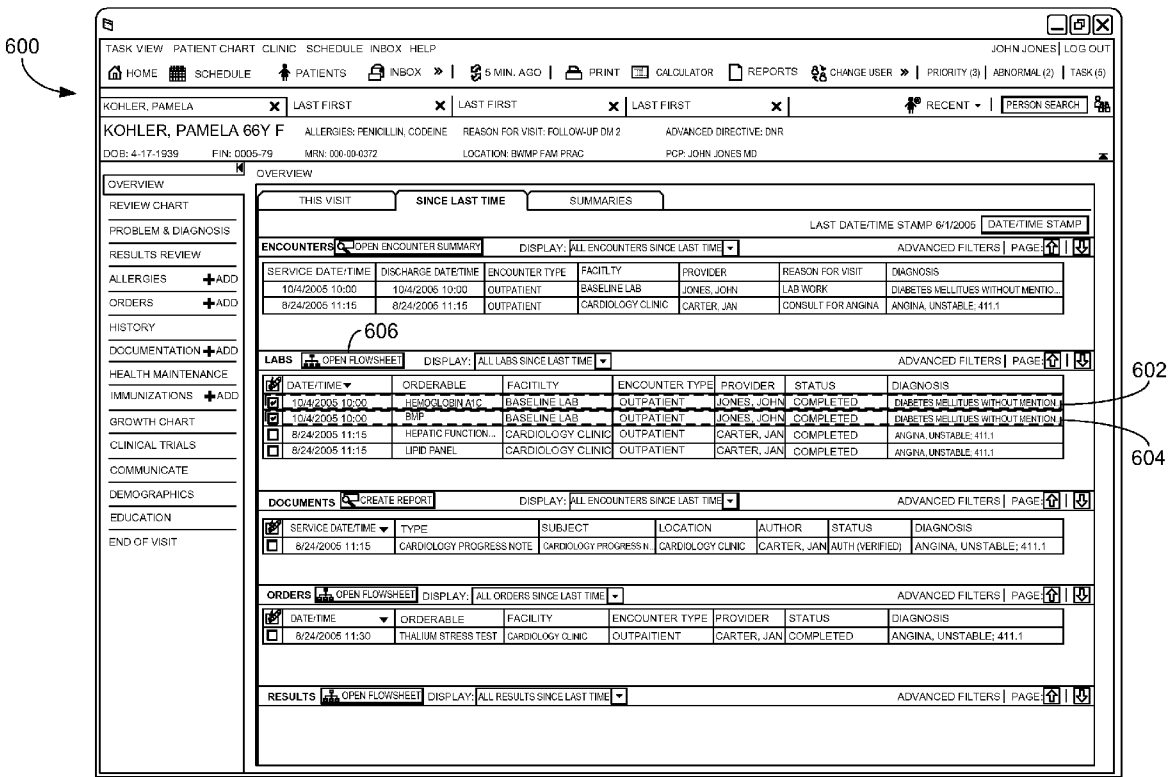 600
TASK VIEW PATIENT CHART CLINIC SCHEDULE INBOX HELP JOHN JONES | LOG OUT
HOME SCHEDULE PATIENTS INBOX » | 5 MIN. AGO | PRINT CALCULATOR REPORTS CHANGE USER » | PRIORITY (3) | ABNORMAL (2) | TASK (5)
KOHLER, PAMELA X LAST FIRST X LAST FIRST X LAST FIRST X RECENT PERSON SEARCH
KOHLER, PAMELA 66Y F ALLERGIES: PENICILLIN, CODEINE REASON FOR VISIT: FOLLOW-UP DM 2 ADVANCED DIRECTIVE: DNR
DOB: 4-17-1939 FIN: 0005-79 MRN: 000-00-0372 LOCATION: BWMP FAM PRAC PCP: JOHN JONES MD
OVERVIEW
REVIEW CHART
PROBLEM & DIAGNOSIS
RESULTS REVIEW
ALLERGIES +ADD
ORDERS +ADD
HISTORY
DOCUMENTATION +ADD
HEALTH MAINTENANCE
IMMUNIZATIONS +ADD
GROWTH CHART
CLINICAL TRIALS
COMMUNICATE
DEMOGRAPHICS
EDUCATION
END OF VISIT
OVERVIEW
THIS VISIT SINCE LAST TIME SUMMARIES
LAST DATE/TIME STAMP 6/1/2005 DATE/TIME STAMP
ENCOUNTERS OPEN ENCOUNTER SUMMARY DISPLAY: ALL ENCOUNTERS SINCE LAST TIME ADVANCED FILTERS | PAGE: |
SERVICE DATE/TIME DISCHARGE DATE/TIME ENCOUNTER TYPE FACITLTY PROVIDER REASON FOR VISIT DIAGNOSIS
10/4/2005 10:00 10/4/2005 10:00 OUTPATIENT BASELINE LAB JONES, JOHN LAB WORK DIABETES MELLITUES WITHOUT MENTIO...
8/24/2005 11:15 8/24/2005 11:15 OUTPATIENT CARDIOLOGY CLINIC CARTER, JAN CONSULT FOR ANGINA ANGINA, UNSTABLE; 411.1
606
LABS OPEN FLOWSHEET DISPLAY: ALL LABS SINCE LAST TIME ADVANCED FILTERS | PAGE: |
DATE/TIME ORDERABLE FACITILTY ENCOUNTER TYPE PROVIDER STATUS DIAGNOSIS
10/4/2005 10:00 HEMOGLOBIN A1C BASELINE LAB OUTPATIENT JONES, JOHN COMPLETED DIABETES MELLITUES WITHOUT MENTION...
10/4/2005 10:00 BMP BASELINE LAB OUTPATIENT JONES, JOHN COMPLETED DIABETES MELLITUES WITHOUT MENTION...
8/24/2005 11:15 HEPATIC FUNCTION... CARDIOLOGY CLINIC OUTPATIENT CARTER, JAN COMPLETED ANGINA, UNSTABLE; 411.1
8/24/2005 11:15 LIPID PANEL CARDIOLOGY CLINIC OUTPATIENT CARTER, JAN COMPLETED ANGINA, UNSTABLE; 411.1
602
604
DOCUMENTS CREATE REPORT DISPLAY: ALL ENCOUNTERS SINCE LAST TIME ADVANCED FILTERS | PAGE: |
SERVICE DATE/TIME TYPE SUBJECT LOCATION AUTHOR STATUS DIAGNOSIS
8/24/2005 11:15 CARDIOLOGY PROGRESS NOTE CARDIOLOGY PROGRESS N.. CARDIOLOGY CLINIC CARTER, JAN AUTH (VERIFIED) ANGINA, UNSTABLE; 411.1
ORDERS OPEN FLOWSHEET DISPLAY: ALL ORDERS SINCE LAST TIME ADVANCED FILTERS | PAGE: |
DATE/TIME ORDERABLE FACILITY ENCOUNTER TYPE PROVIDER STATUS DIAGNOSIS
8/24/2005 11:30 THALIUM STRESS TEST CARDIOLOGY CLINIC OUTPAITIENT CARTER, JAN COMPLETED ANGINA, UNSTABLE; 411.1
RESULTS OPEN FLOWSHEET DISPLAY: ALL RESULTS SINCE LAST TIME ADVANCED FILTERS | PAGE: |